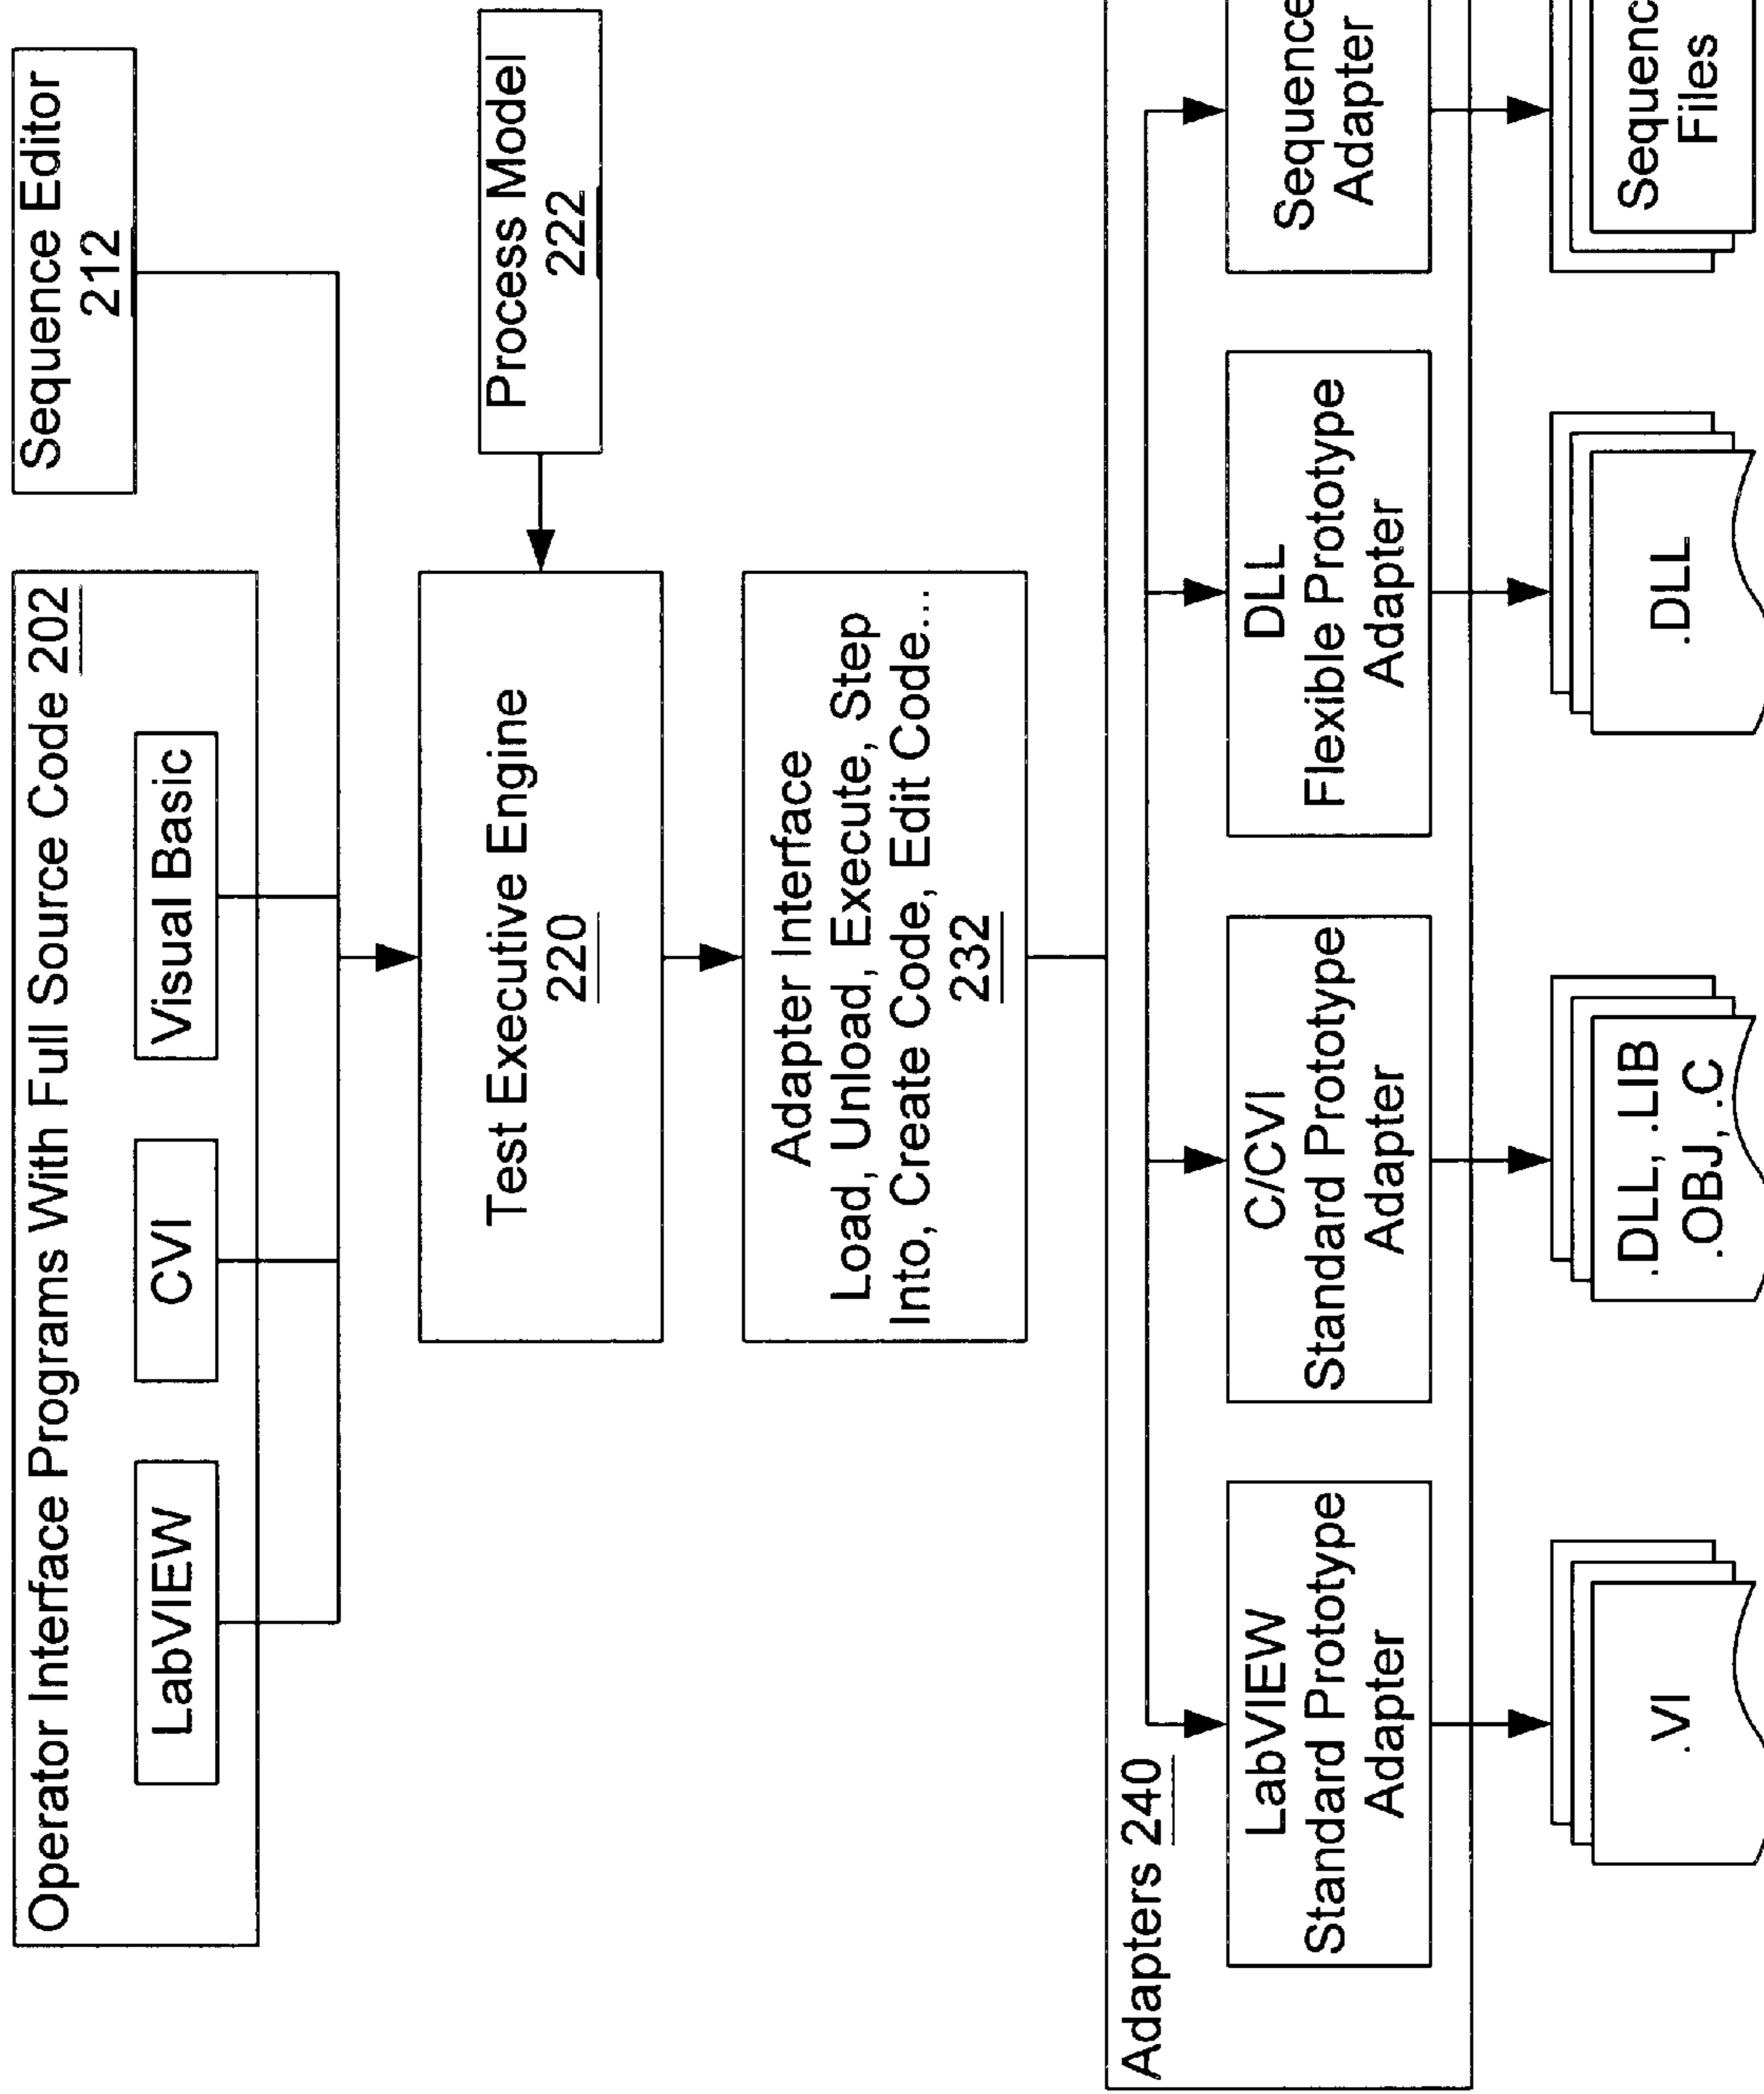 Operator Interface Programs With Full Source Code 202
LabVIEW
CVI
Visual Basic
Sequence Editor
212
Test Executive Engine
220
Process Model
222
Adapter Interface
Load, Unload, Execute, Step
Into, Create Code, Edit Code...
232
Adapters 240
LabVIEW
Standard Prototype
Adapter
C/CVI
Standard Prototype
Adapter
DLL
Flexible Prototype
Adapter
Sequence
Adapter
.VI
.DLL, .LIB
.OBJ, .C
.DLL
Sequenc
Files